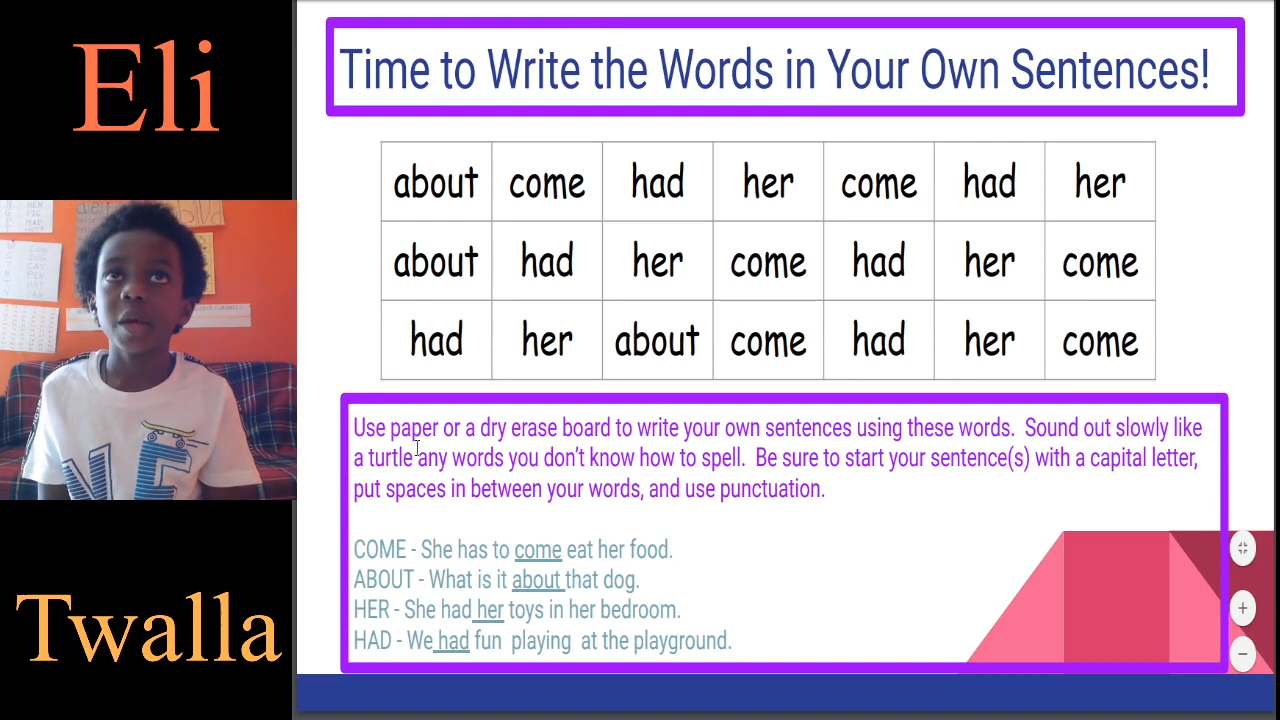 Eli
Time to Write the Words in Your Own Sentences!
about come had her come had her
about had her come had her come
had her about come had her come
Use paper or a dry erase board to write your own sentences using these words. Sound out slowly like
a turtle any words you don't know how to spell. Be sure to start your sentence(s) with a capital letter,
put spaces in between your words, and use punctuation.
COME - She has to come eat her food.
ABOUT - What is it about that dog.
HER - She had her toys in her bedroom.
HAD - We had fun playing at the playground.
Twalla